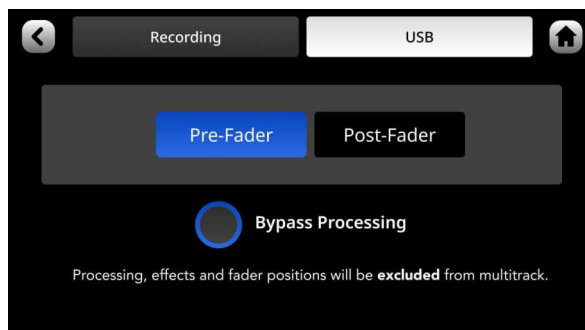 Recording
USB
Pre-Fader
Post-Fader
Bypass Processing
Processing, effects and fader positions will be excluded from multitrack.